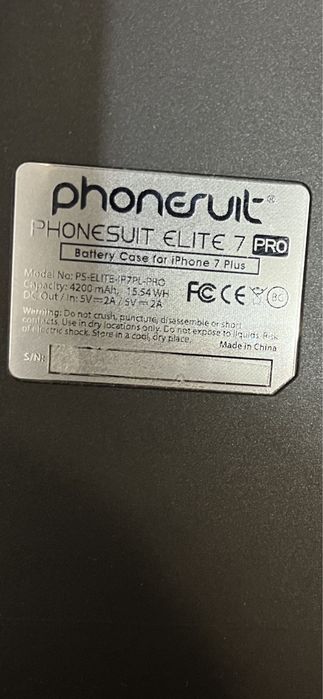 phonesuit®
PHONESUIT ELITE 7 PRO
Battery Case for iPhone 7 Plus
Model No: PS-ELITE-IP7PL-PRO
Capacity: 4200 mAh, 15.54 WH
DC Out / In: 5V⎓2A / 5V⎓2A
FC CE BC
Warning: Do not crush, puncture, disassemble or short
contacts. Use in dry locations only. Do not expose to liquids. Risk
of electric shock. Store in a cool, dry place.
Made in China
S/N: